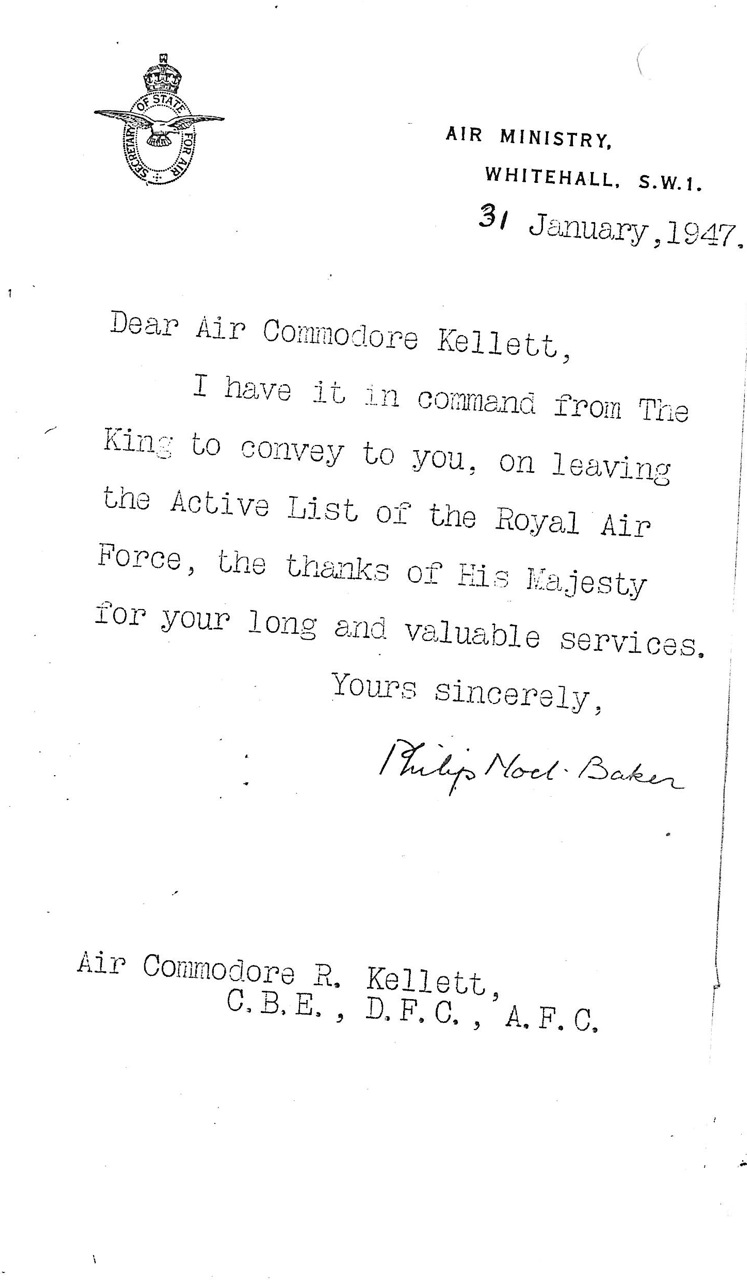 SECRETARY OF STATE FOR AIR
AIR MINISTRY,
WHITEHALL, S.W.1.
31 January, 1947.
Dear Air Commodore Kellett,
I have it in command from The
King to convey to you, on leaving
the Active List of the Royal Air
Force, the thanks of His Majesty
for your long and valuable services.
Yours sincerely,
Philip Noel-Baker
Air Commodore R. Kellett,
C.B.E., D.F.C., A.F.C.